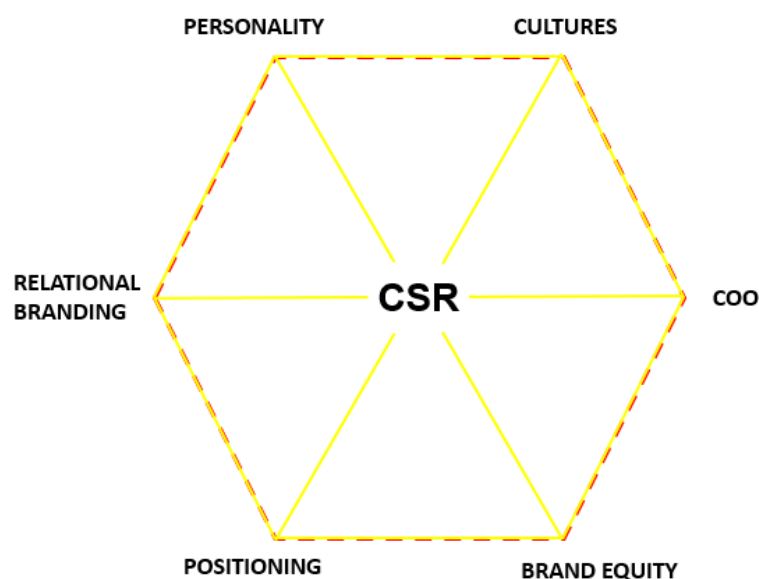 PERSONALITY
CULTURES
RELATIONAL
BRANDING
CSR
COO
POSITIONING
BRAND EQUITY